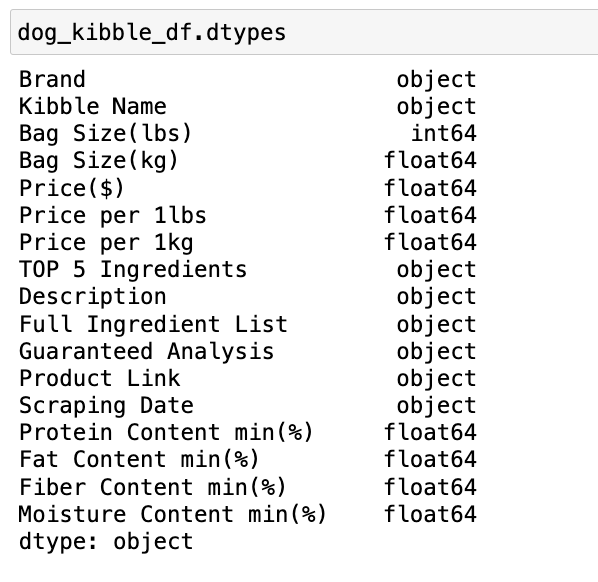 dog_kibble_df.dtypes
Brand object
Kibble Name object
Bag Size(lbs) int64
Bag Size(kg) float64
Price($) float64
Price per 1lbs float64
Price per 1kg float64
TOP 5 Ingredients object
Description object
Full Ingredient List object
Guaranteed Analysis object
Product Link object
Scraping Date object
Protein Content min(%) float64
Fat Content min(%) float64
Fiber Content min(%) float64
Moisture Content min(%) float64
dtype: object